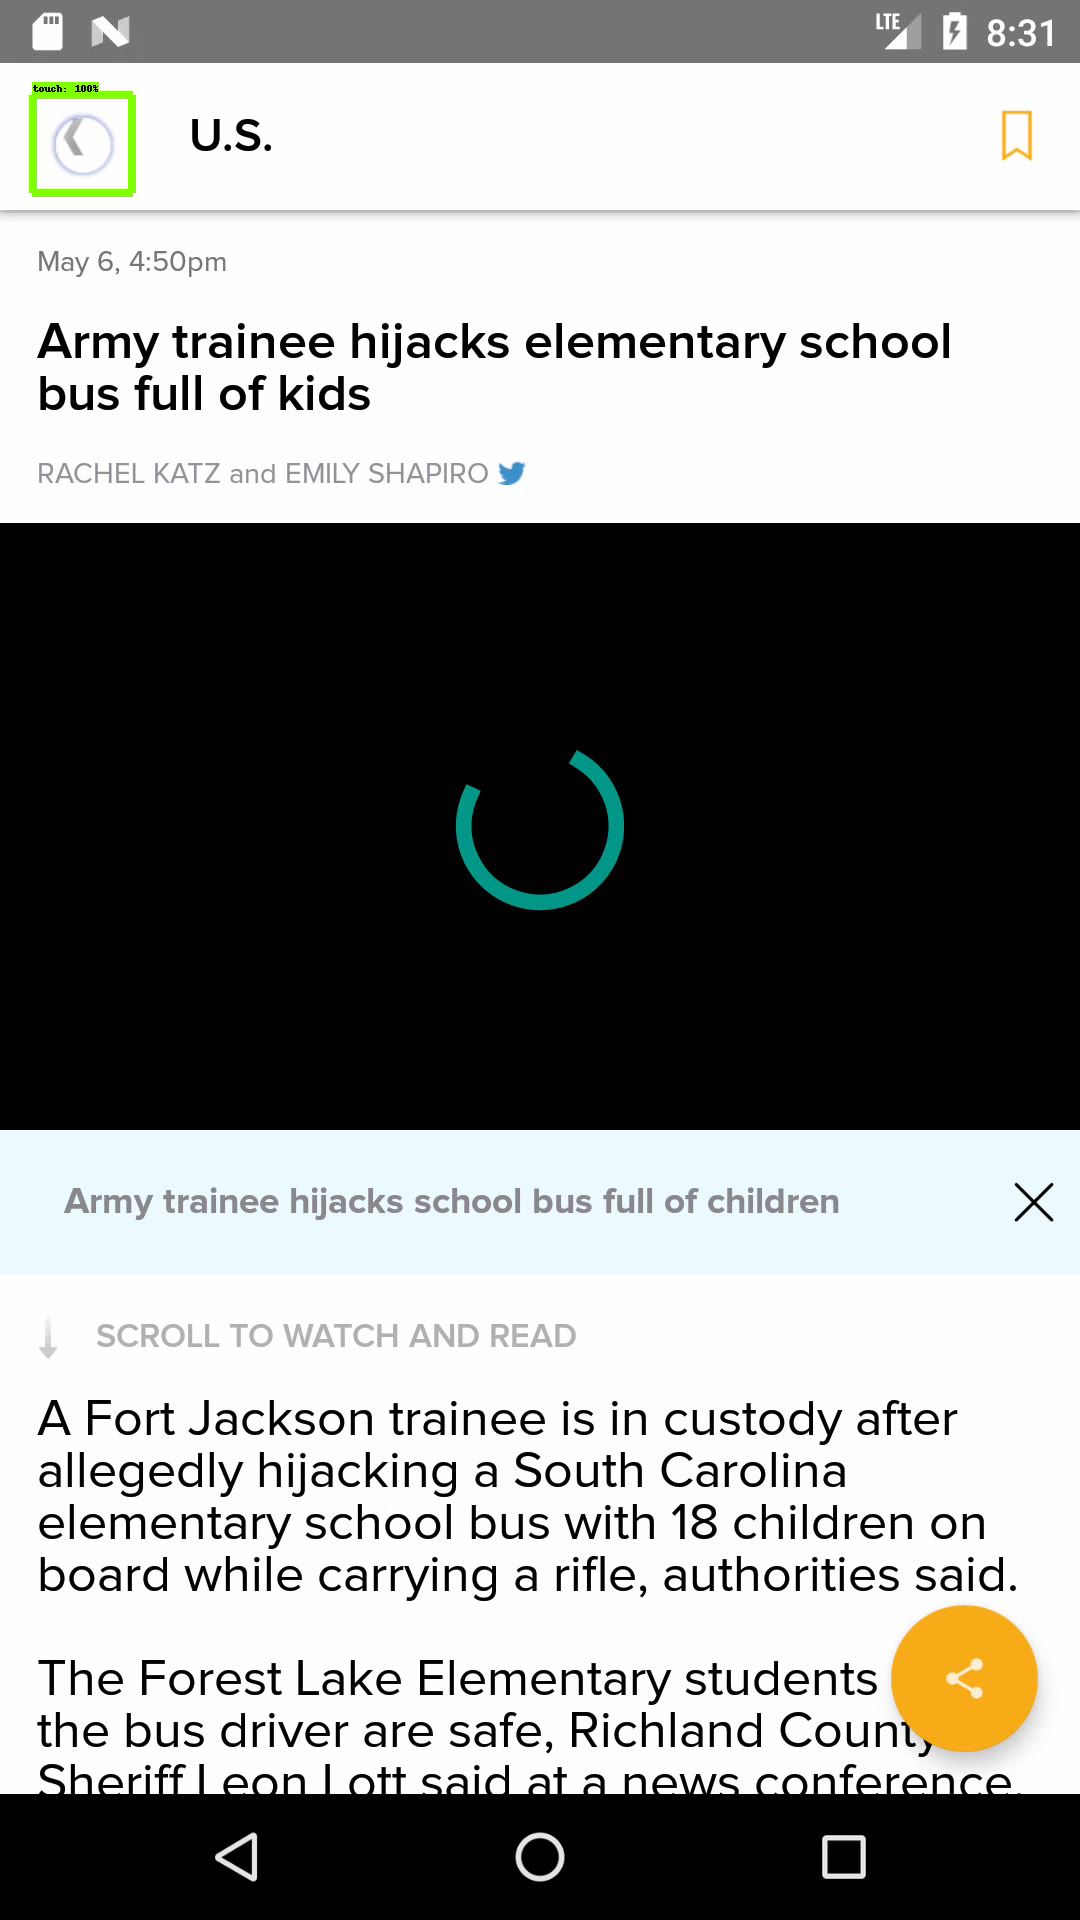 LTE 8:31
touch: 100%
U.S.
May 6, 4:50pm
Army trainee hijacks elementary school
bus full of kids
RACHEL KATZ and EMILY SHAPIRO
Army trainee hijacks school bus full of children
SCROLL TO WATCH AND READ
A Fort Jackson trainee is in custody after
allegedly hijacking a South Carolina
elementary school bus with 18 children on
board while carrying a rifle, authorities said.
The Forest Lake Elementary students
the bus driver are safe, Richland County
Sheriff Leon Lott said at a news conference.